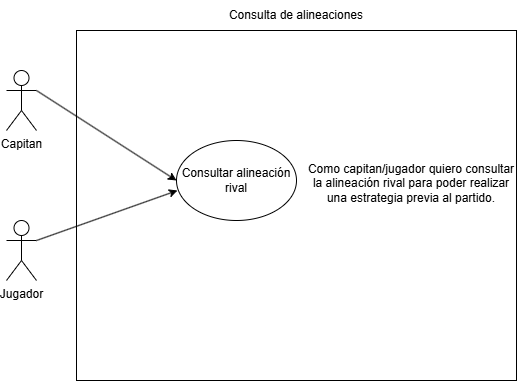 Consulta de alineaciones
Capitan
Consultar alineación
rival
Como capitan/jugador quiero consultar
la alineación rival para poder realizar
una estrategia previa al partido.
Jugador